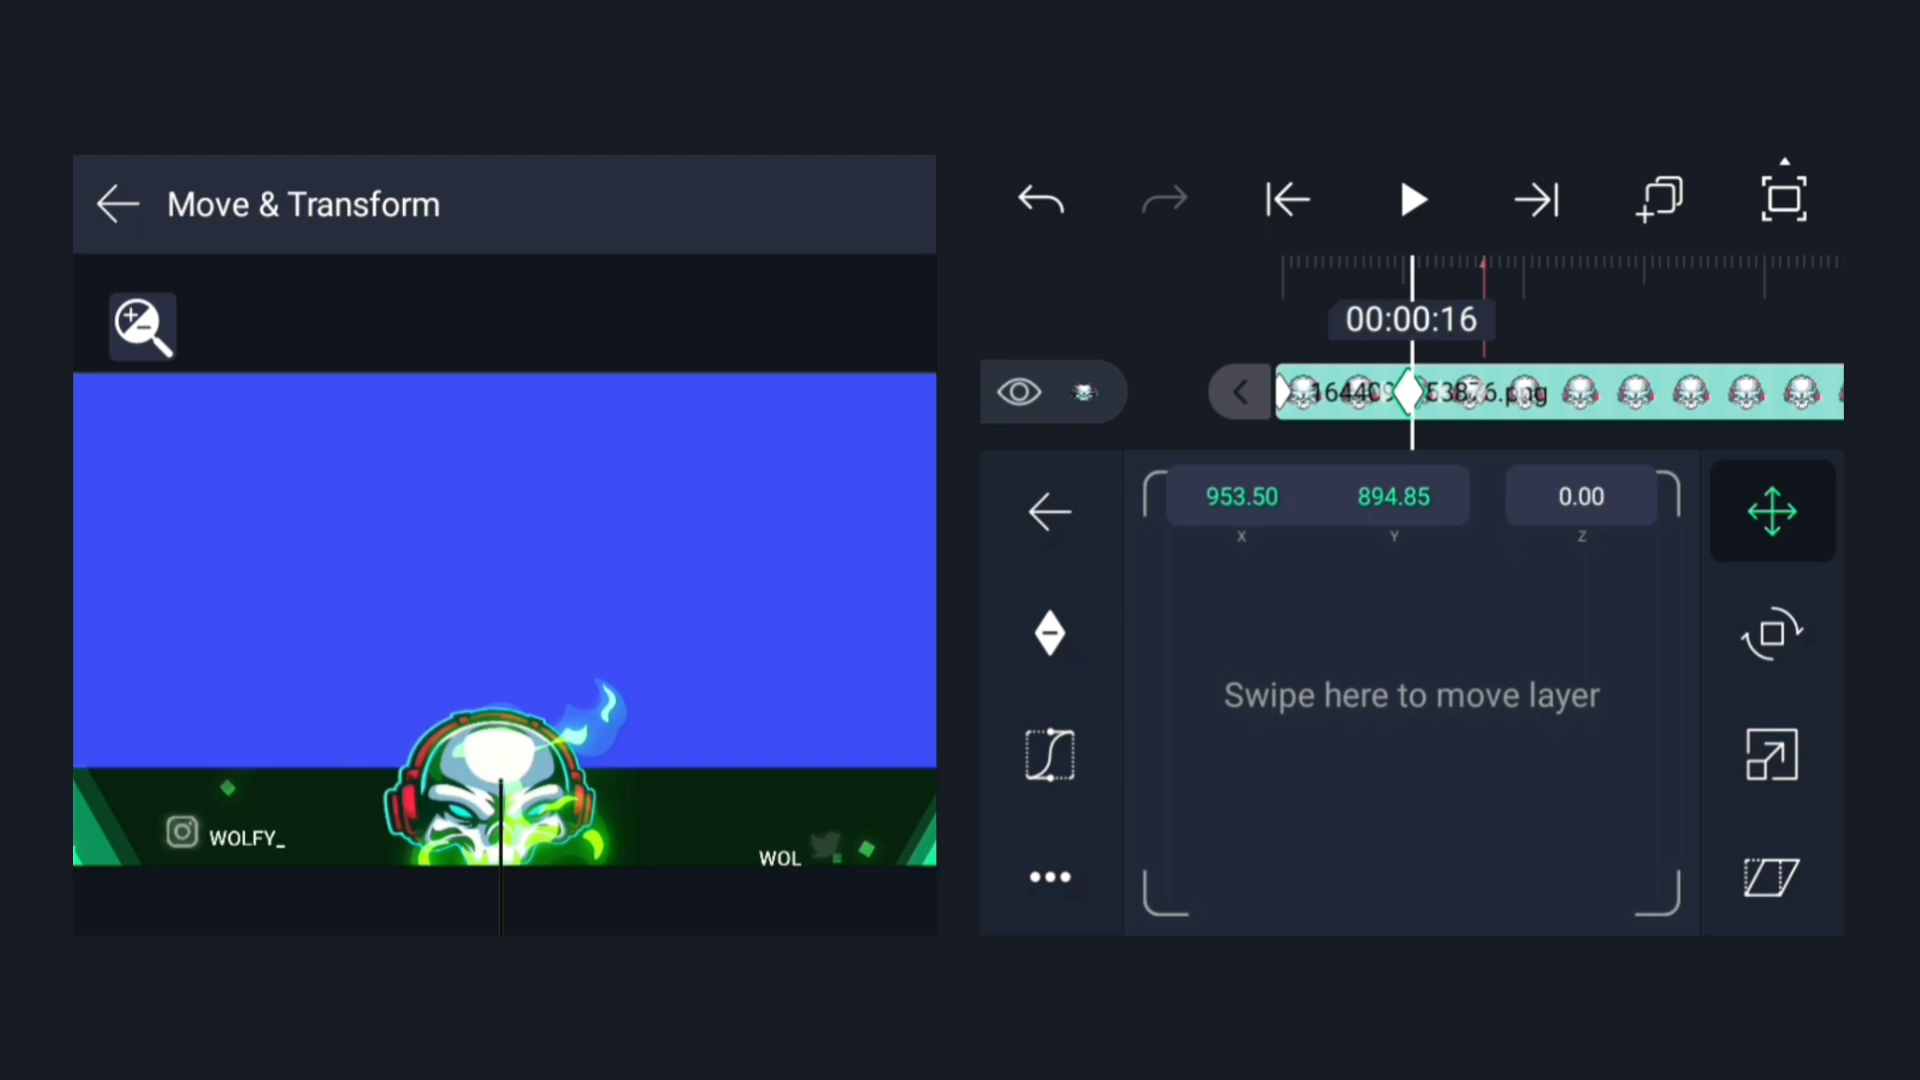 Move & Transform
00:00:16
953.50
894.85
0.00
X
Y
Z
Swipe here to move layer
WOLFY_
WOL